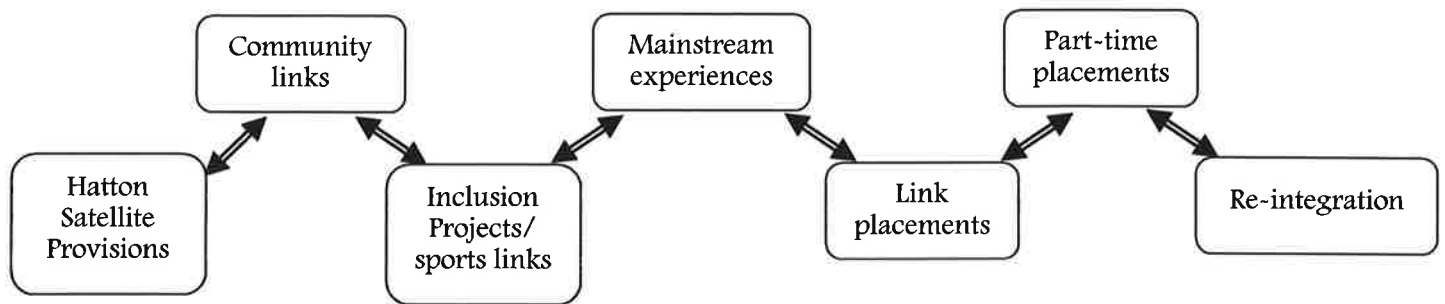 Community
links
Mainstream
experiences
Part-time
placements
Hatton
Satellite
Provisions
Inclusion
Projects/
sports links
Link
placements
Re-integration